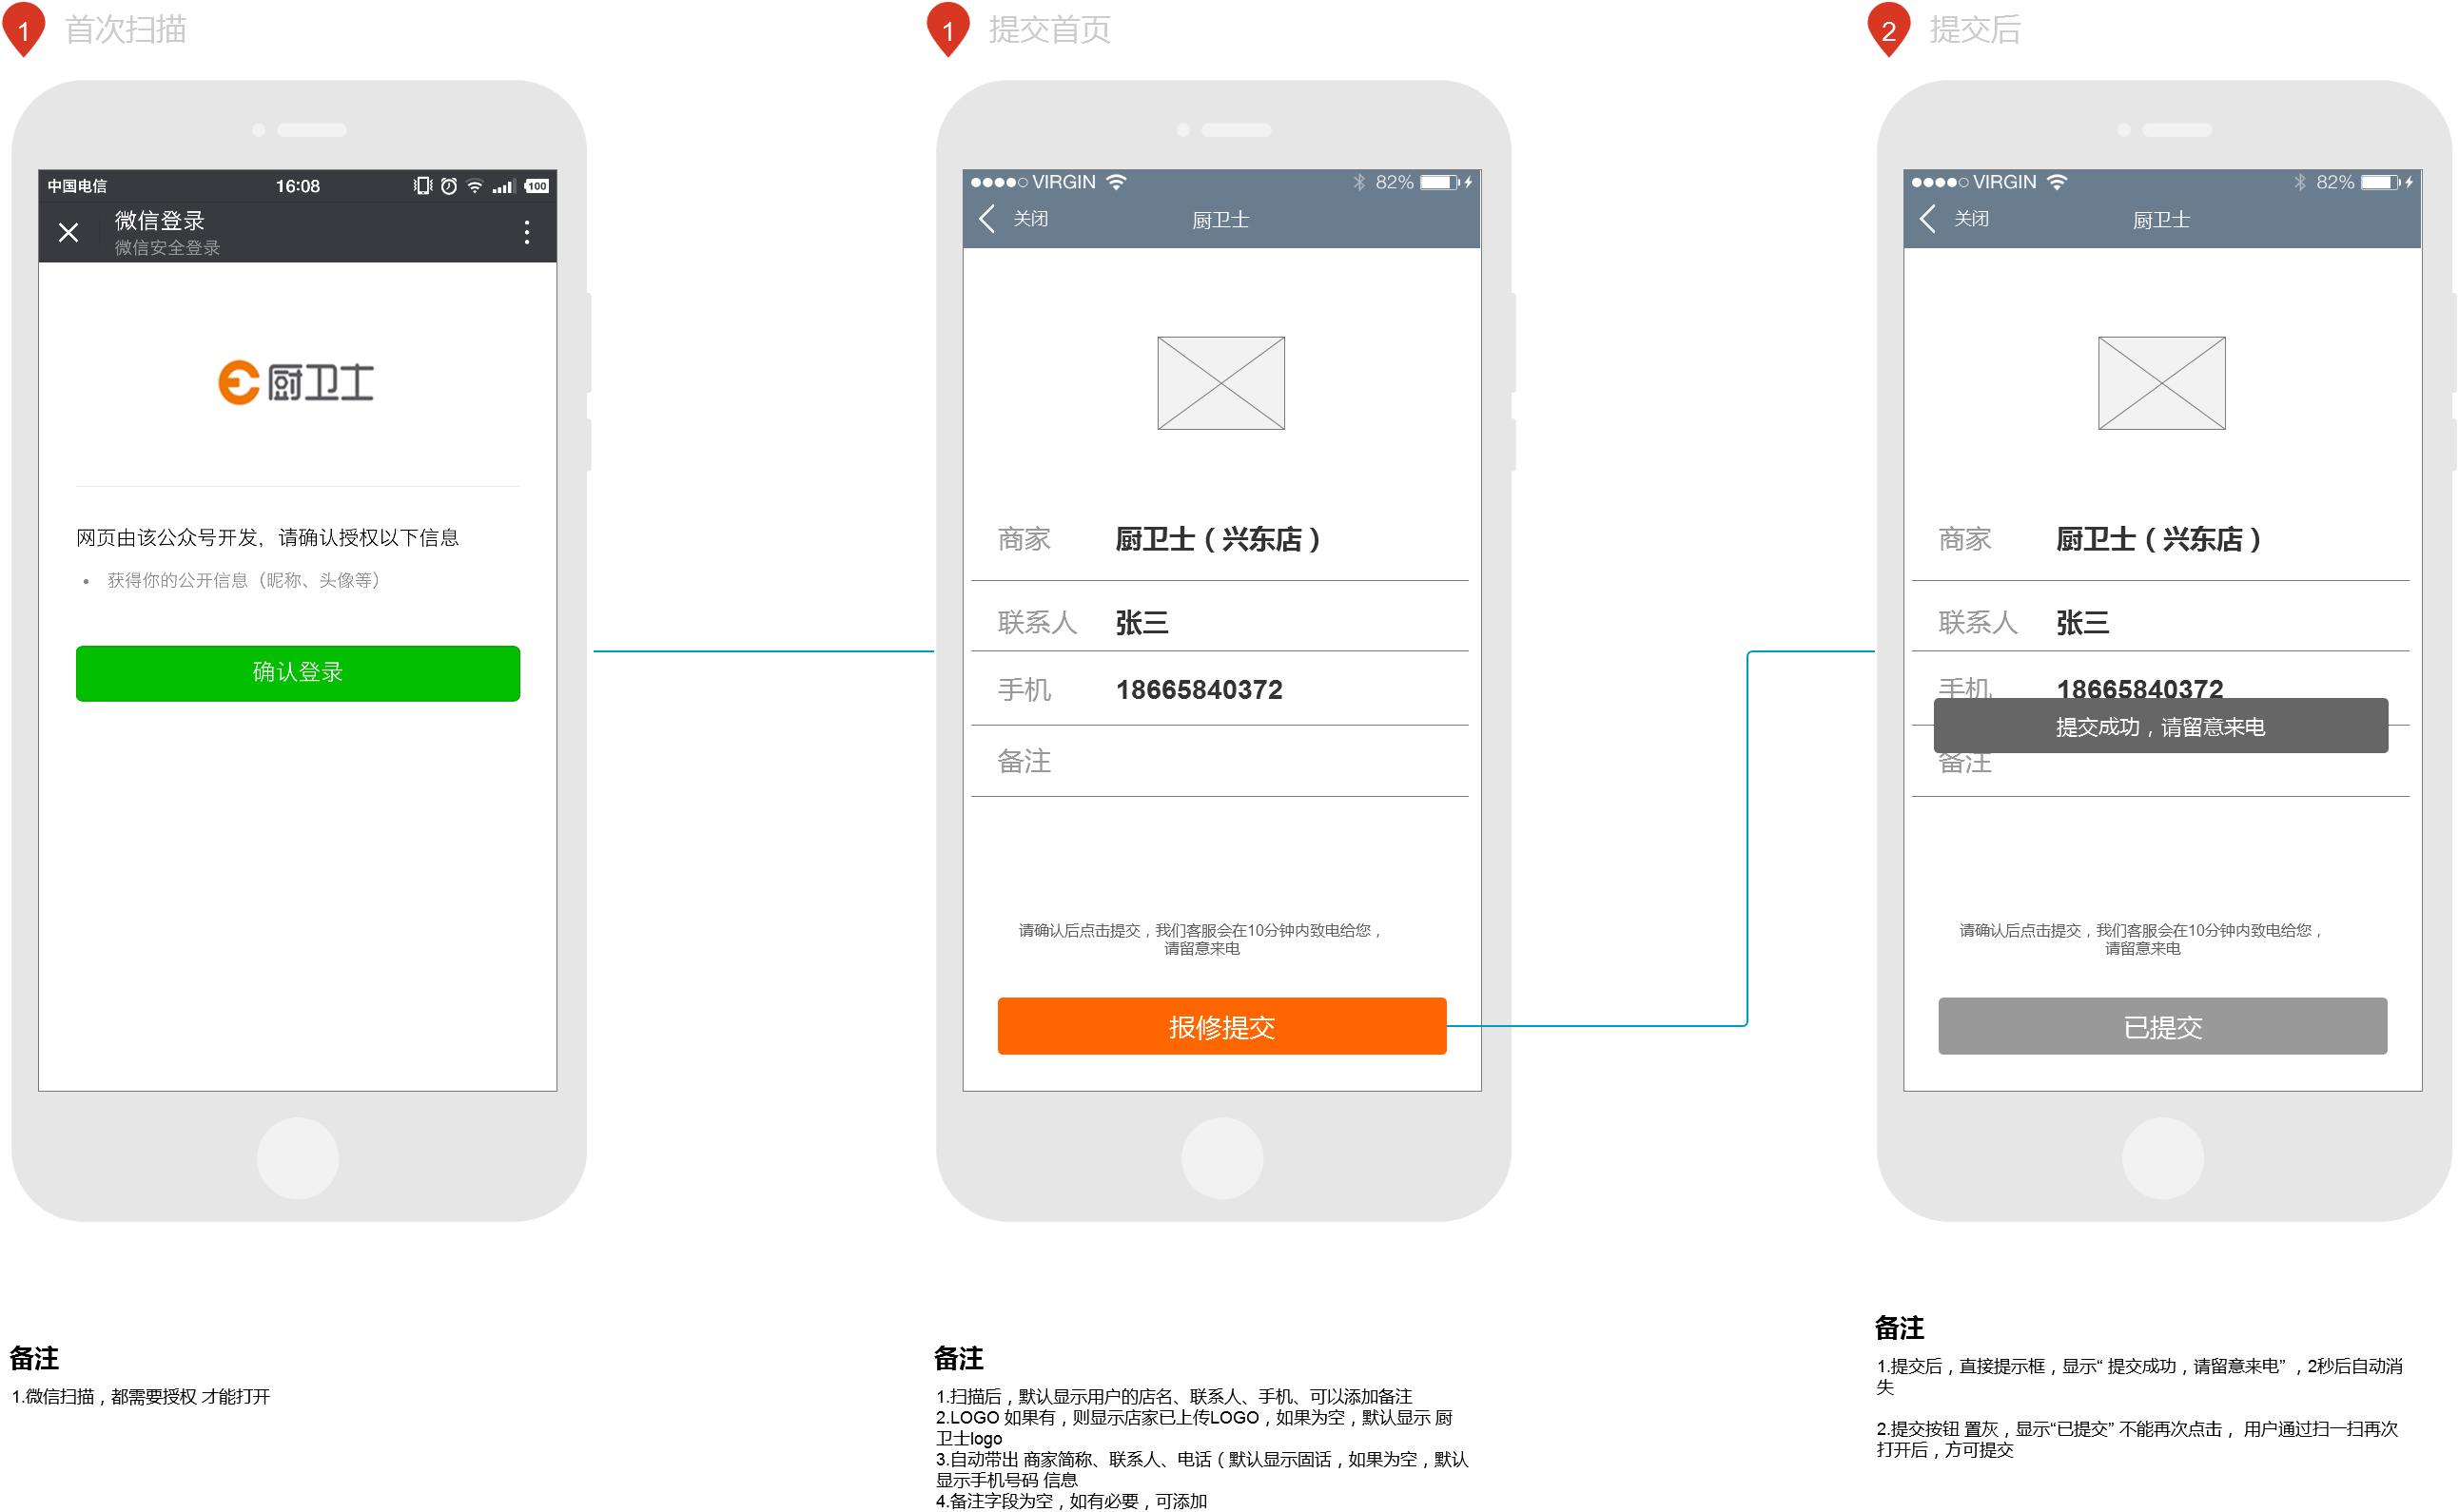 1 首次扫描
中国电信 16:08 100
微信登录
微信安全登录
厨卫士
网页由该公众号开发，请确认授权以下信息
• 获得你的公开信息（昵称、头像等）
确认登录
备注
1.微信扫描，都需要授权 才能打开
1 提交首页
VIRGIN 82%
关闭 厨卫士
商家 厨卫士（兴东店）
联系人 张三
手机 18665840372
备注
请确认后点击提交，我们客服会在10分钟内致电给您，
请留意来电
报修提交
备注
1.扫描后，默认显示用户的店名、联系人、手机、可以添加备注
2.LOGO 如果有，则显示店家已上传LOGO，如果为空，默认显示 厨
卫士logo
3.自动带出 商家简称、联系人、电话（默认显示固话，如果为空，默认
显示手机号码 信息
4.备注字段为空，如有必要，可添加
2 提交后
VIRGIN 82%
关闭 厨卫士
商家 厨卫士（兴东店）
联系人 张三
手机 18665840372
提交成功，请留意来电
备注
请确认后点击提交，我们客服会在10分钟内致电给您，
请留意来电
已提交
备注
1.提交后，直接提示框，显示“ 提交成功，请留意来电” ，2秒后自动消
失
2.提交按钮 置灰，显示“已提交” 不能再次点击， 用户通过扫一扫再次
打开后，方可提交